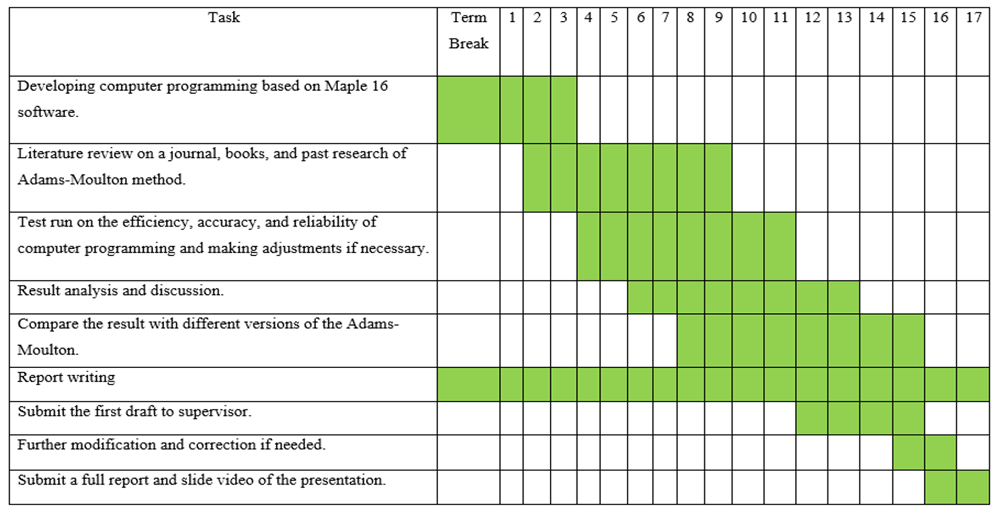 Task Term 1 2 3 4 5 6 7 8 9 10 11 12 13 14 15 16 17
Break
Developing computer programming based on Maple 16
software.
Literature review on a journal, books, and past research of
Adams-Moulton method.
Test run on the efficiency, accuracy, and reliability of
computer programming and making adjustments if necessary.
Result analysis and discussion.
Compare the result with different versions of the Adams-
Moulton.
Report writing
Submit the first draft to supervisor.
Further modification and correction if needed.
Submit a full report and slide video of the presentation.